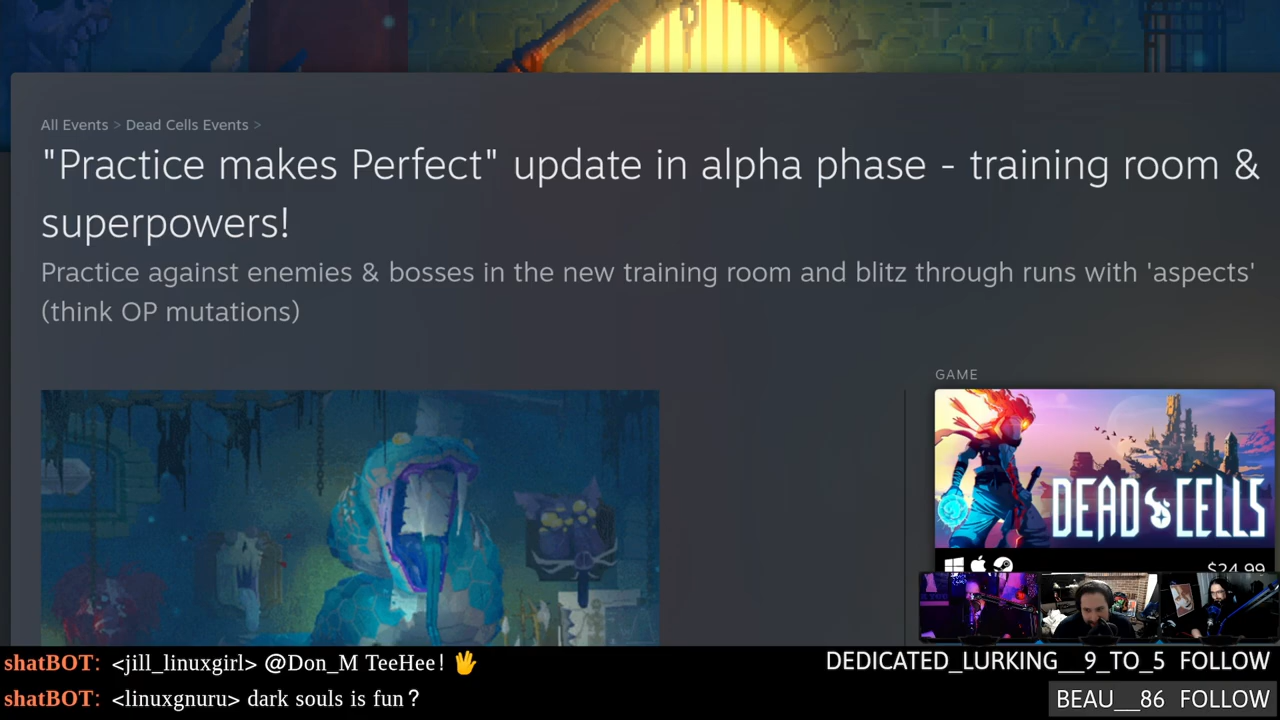 All Events > Dead Cells Events >
"Practice makes Perfect" update in alpha phase - training room &
superpowers!
Practice against enemies & bosses in the new training room and blitz through runs with 'aspects'
(think OP mutations)
GAME
DEAD CELLS
$24.99
shatBOT: <jill_linuxgirl> @Don_M TeeHee! 🖖
DEDICATED_LURKING__9_TO_5 FOLLOW
shatBOT: <linuxgnuru> dark souls is fun?
BEAU__86 FOLLOW